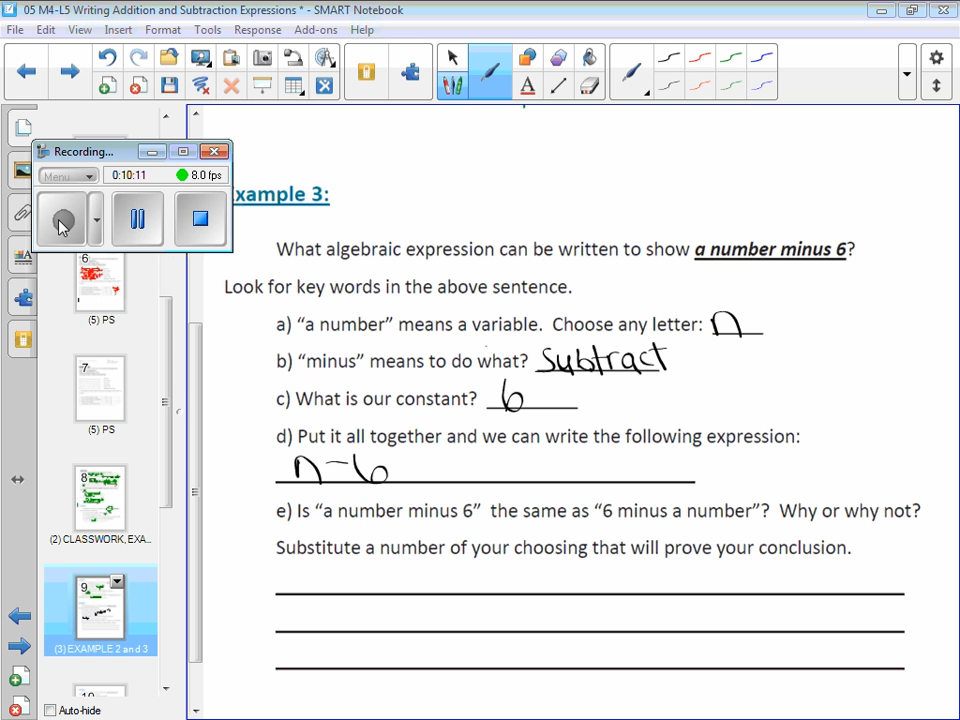 05 M4-L5 Writing Addition and Subtraction Expressions * - SMART Notebook
File Edit View Insert Format Tools Response Add-ons Help
Recording...
Menu 0:10:11 8.0 fps
Example 3:
What algebraic expression can be written to show a number minus 6?
Look for key words in the above sentence.
a) “a number” means a variable. Choose any letter: n
b) “minus” means to do what? subtract
c) What is our constant? 6
d) Put it all together and we can write the following expression:
n - 6
e) Is “a number minus 6” the same as “6 minus a number”? Why or why not?
Substitute a number of your choosing that will prove your conclusion.
6
(5) PS
7
(5) PS
8
(2) CLASSWORK, EXA...
9
(3) EXAMPLE 2 and 3
10
Auto-hide